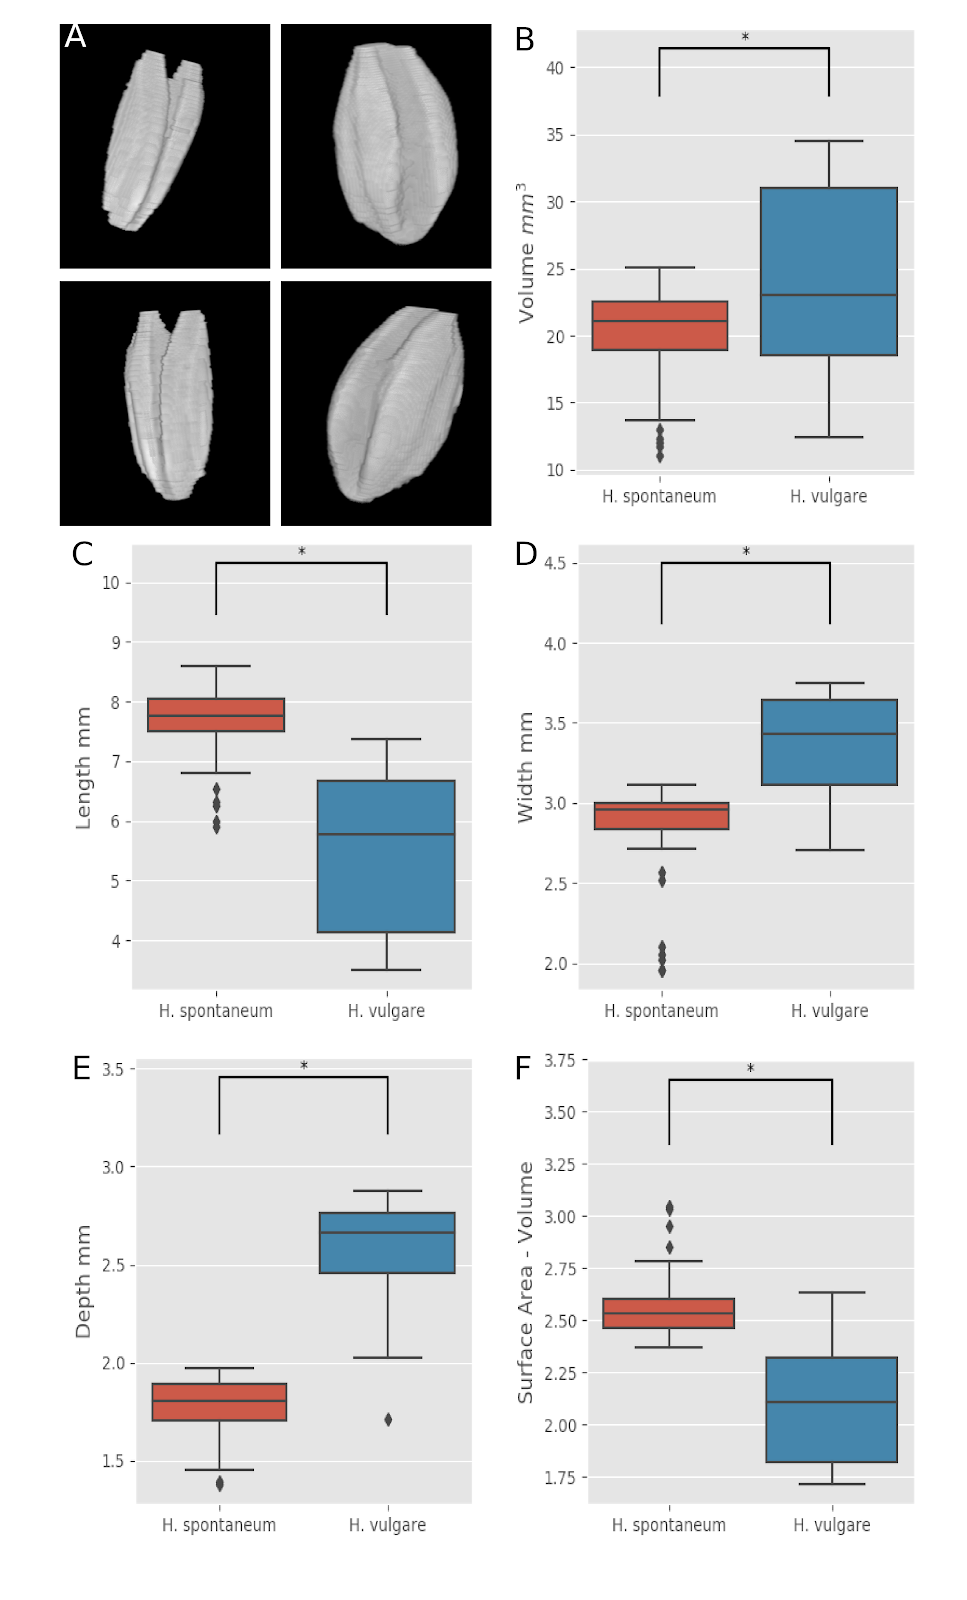 A
B
*
40
35
30
25
20
15
10
Volume mm³
H. spontaneum
H. vulgare
C
*
10
9
8
7
6
5
4
Length mm
H. spontaneum
H. vulgare
D
*
4.5
4.0
3.5
3.0
2.5
2.0
Width mm
H. spontaneum
H. vulgare
E
*
3.5
3.0
2.5
2.0
1.5
Depth mm
H. spontaneum
H. vulgare
F
*
3.75
3.50
3.25
3.00
2.75
2.50
2.25
2.00
1.75
Surface Area - Volume
H. spontaneum
H. vulgare